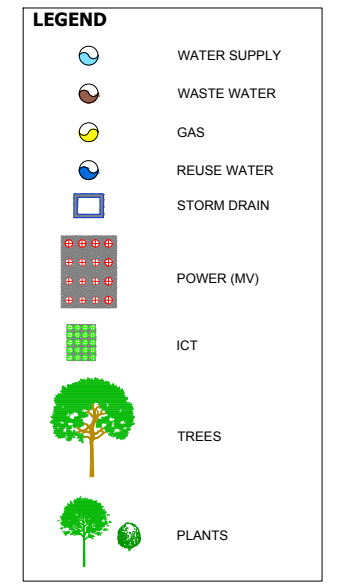 LEGEND
WATER SUPPLY
WASTE WATER
GAS
REUSE WATER
STORM DRAIN
POWER (MV)
ICT
TREES
PLANTS